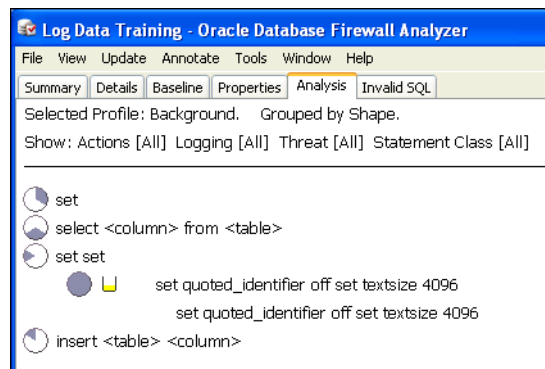 Log Data Training - Oracle Database Firewall Analyzer
File View Update Annotate Tools Window Help
Summary Details Baseline Properties Analysis Invalid SQL
Selected Profile: Background. Grouped by Shape.
Show: Actions [All] Logging [All] Threat [All] Statement Class [All]
set
select <column> from <table>
set set
set quoted_identifier off set textsize 4096
set quoted_identifier off set textsize 4096
insert <table> <column>